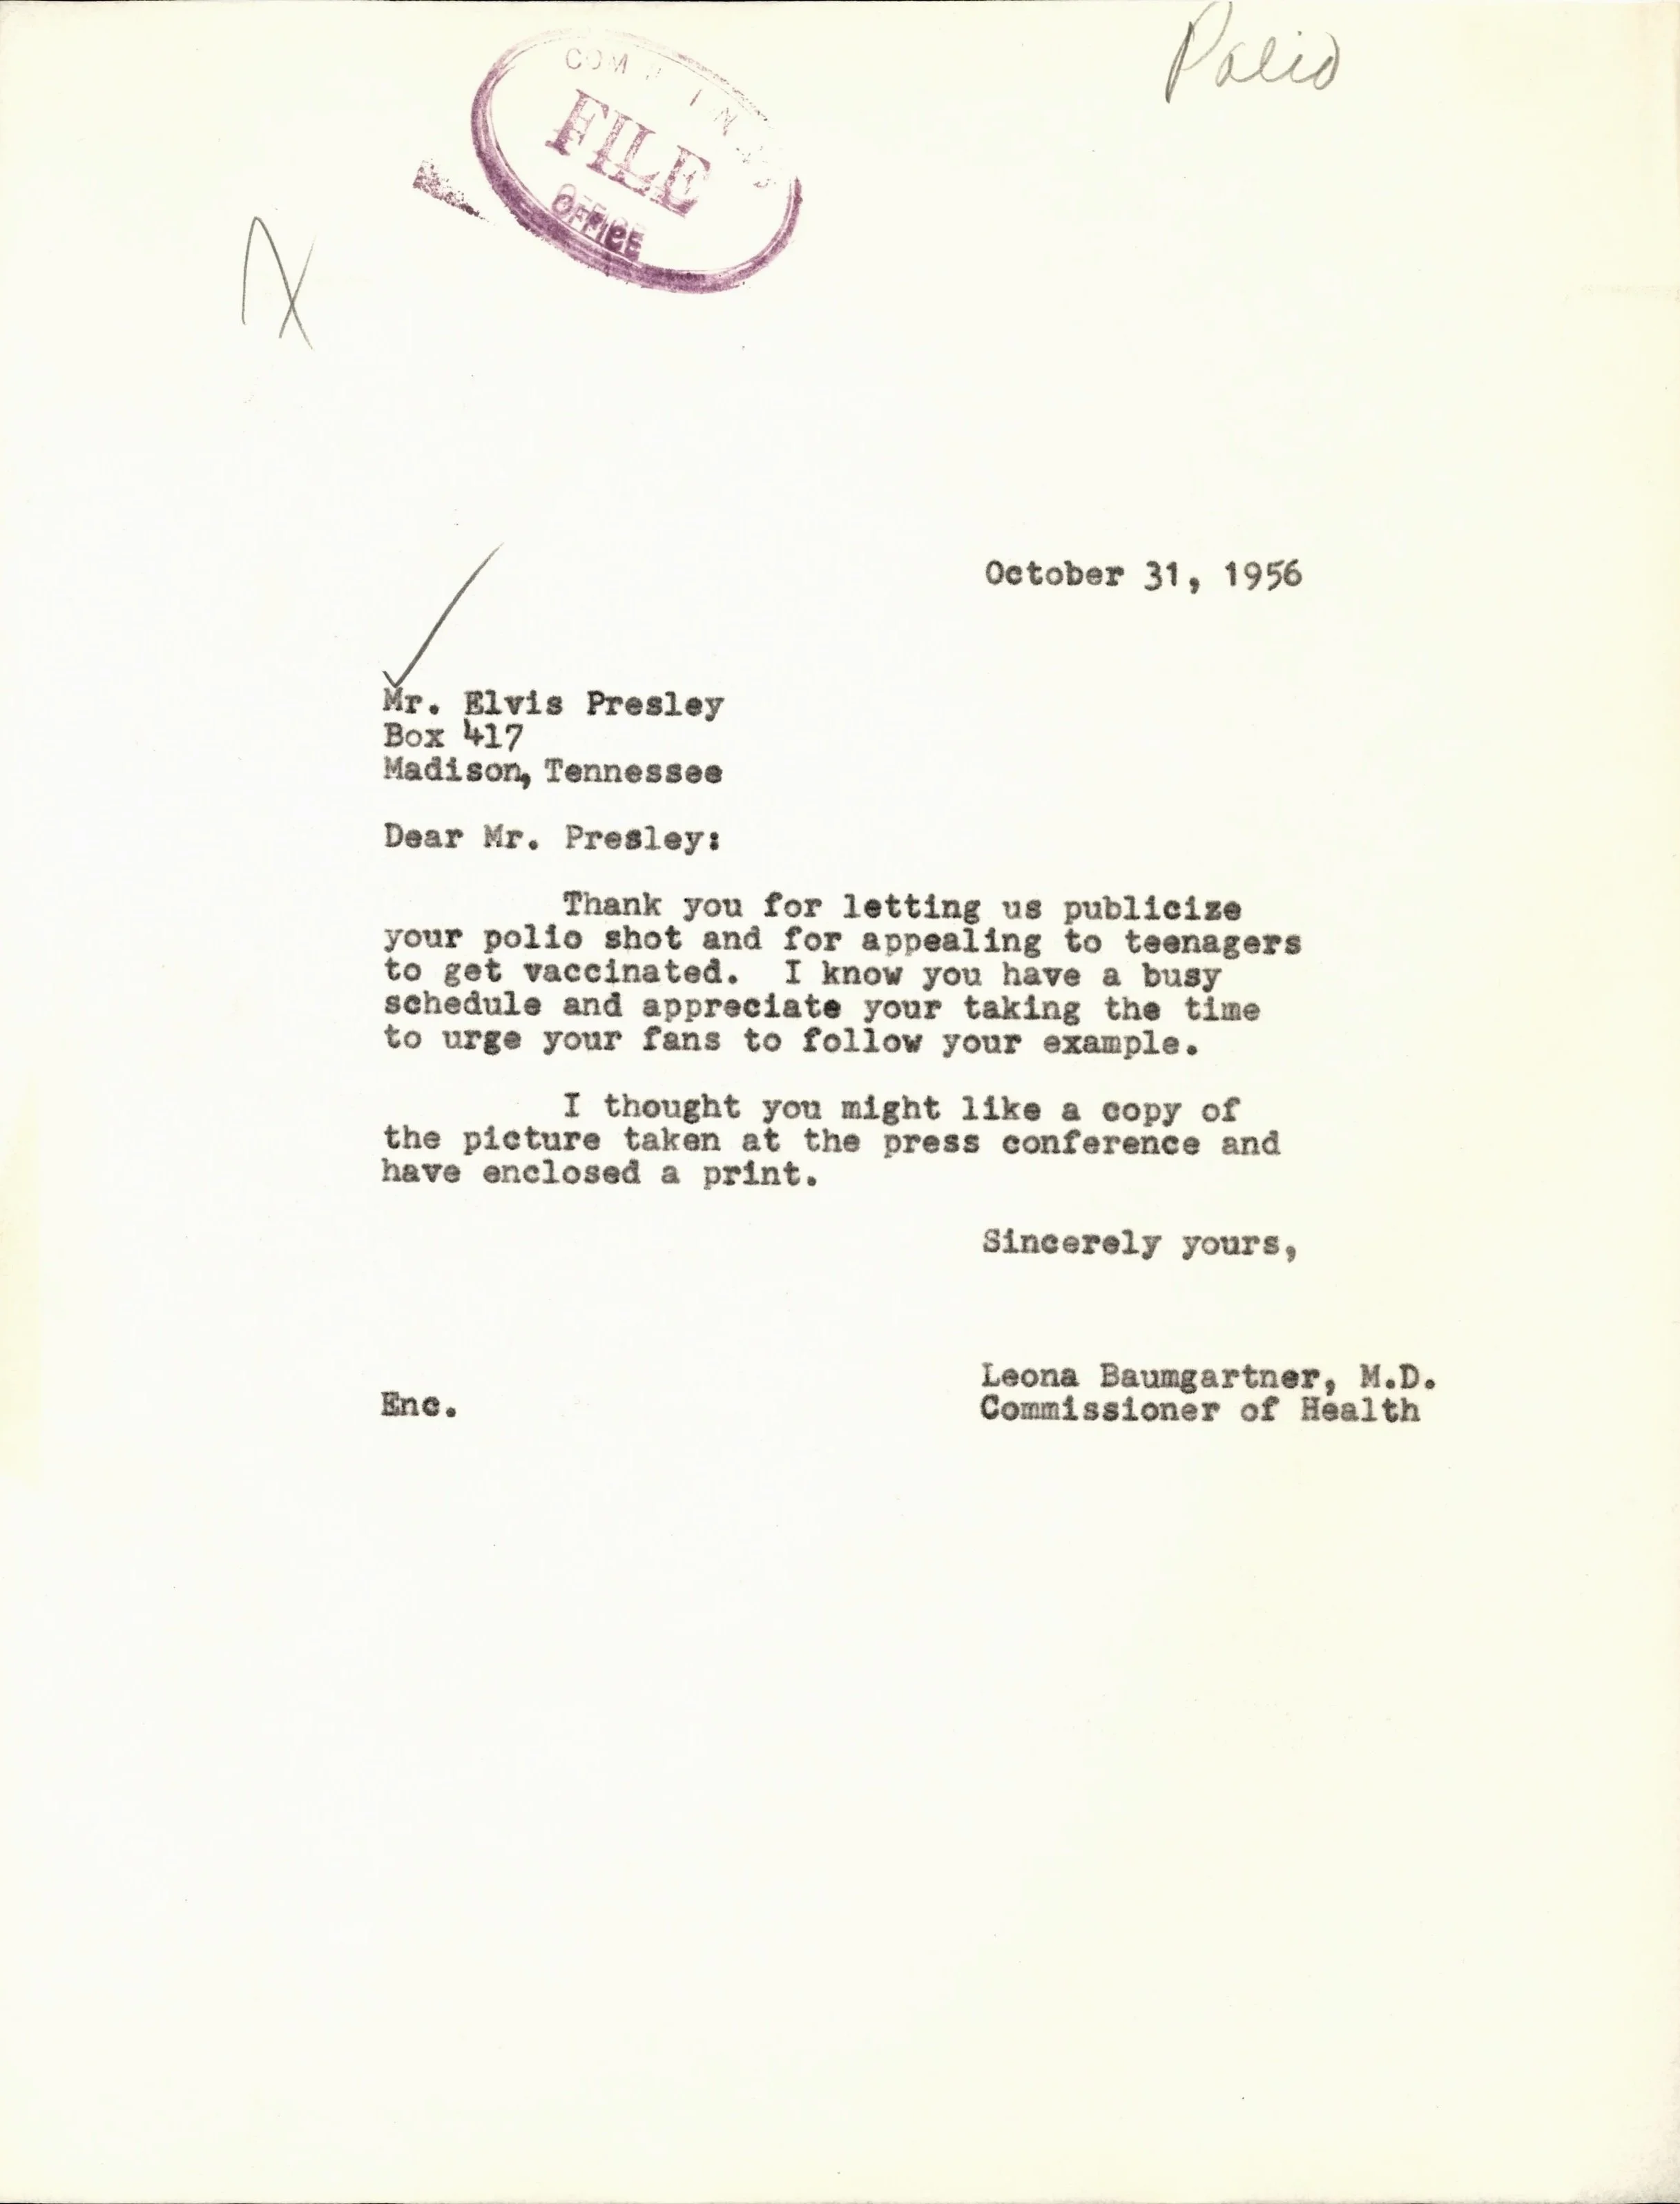 Polio
FILE
OFFICE
October 31, 1956
Mr. Elvis Presley
Box 417
Madison, Tennessee
Dear Mr. Presley:
Thank you for letting us publicize
your polio shot and for appealing to teenagers
to get vaccinated.  I know you have a busy
schedule and appreciate your taking the time
to urge your fans to follow your example.
I thought you might like a copy of
the picture taken at the press conference and
have enclosed a print.
Sincerely yours,
Leona Baumgartner, M.D.
Enc.
Commissioner of Health